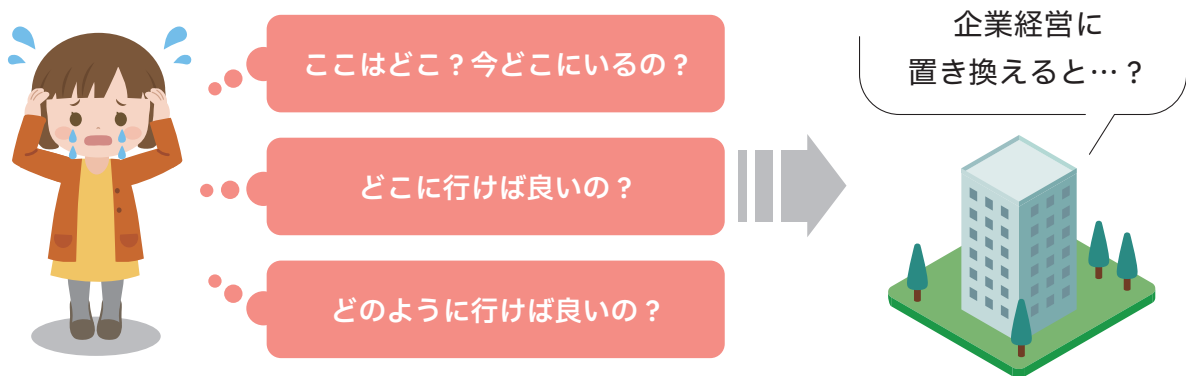 ここはどこ？今どこにいるの？
どこに行けば良いの？
どのように行けば良いの？
企業経営に
置き換えると…？